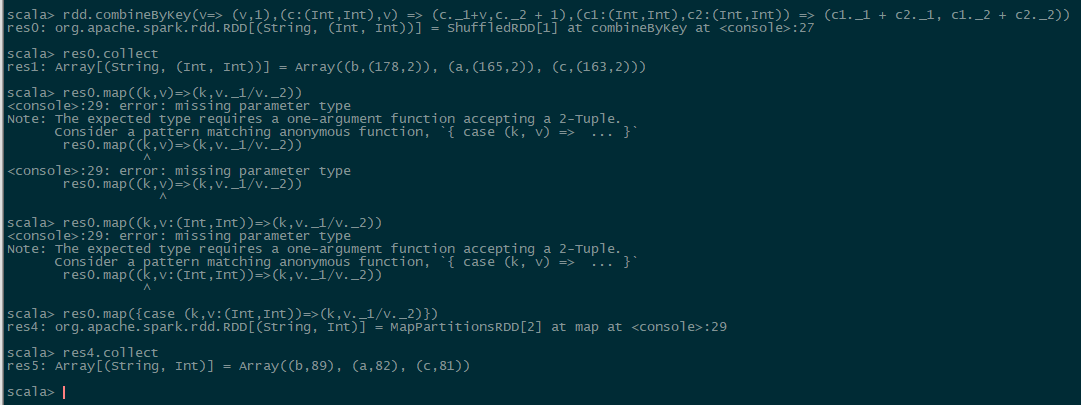 scala> rdd.combineByKey(v=> (v,1),(c:(Int,Int),v) => (c._1+v,c._2 + 1),(c1:(Int,Int),c2:(Int,Int)) => (c1._1 + c2._1, c1._2 + c2._2))
res0: org.apache.spark.rdd.RDD[(String, (Int, Int))] = ShuffledRDD[1] at combineByKey at <console>:27
scala> res0.collect
res1: Array[(String, (Int, Int))] = Array((b,(178,2)), (a,(165,2)), (c,(163,2)))
scala> res0.map((k,v)=>(k,v._1/v._2))
<console>:29: error: missing parameter type
Note: The expected type requires a one-argument function accepting a 2-Tuple.
      Consider a pattern matching anonymous function, `{ case (k, v) =>  ... }`
       res0.map((k,v)=>(k,v._1/v._2))
                 ^
<console>:29: error: missing parameter type
       res0.map((k,v)=>(k,v._1/v._2))
                   ^
scala> res0.map((k,v:(Int,Int))=>(k,v._1/v._2))
<console>:29: error: missing parameter type
Note: The expected type requires a one-argument function accepting a 2-Tuple.
      Consider a pattern matching anonymous function, `{ case (k, v) =>  ... }`
       res0.map((k,v:(Int,Int))=>(k,v._1/v._2))
                 ^
scala> res0.map({case (k,v:(Int,Int))=>(k,v._1/v._2)})
res4: org.apache.spark.rdd.RDD[(String, Int)] = MapPartitionsRDD[2] at map at <console>:29
scala> res4.collect
res5: Array[(String, Int)] = Array((b,89), (a,82), (c,81))
scala>